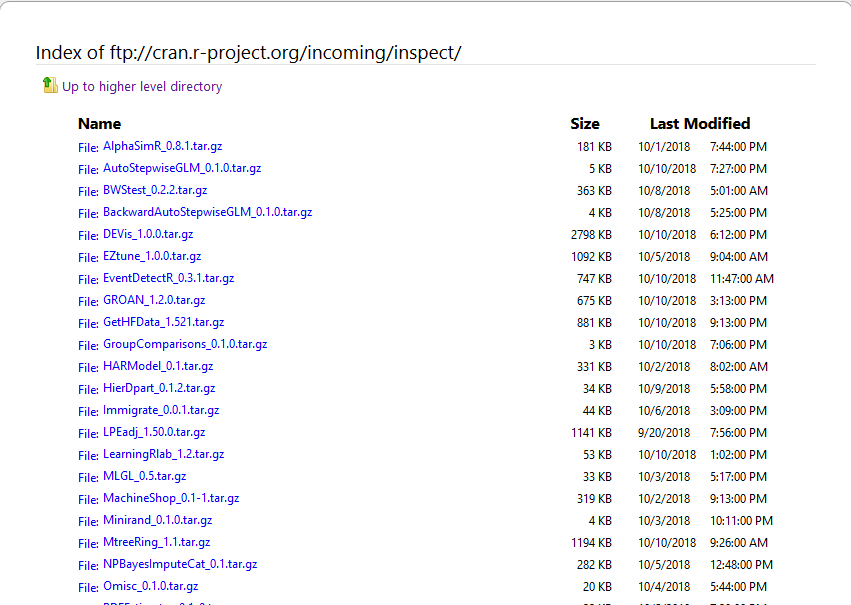 Index of ftp://cran.r-project.org/incoming/inspect/
Up to higher level directory
Name Size Last Modified
File: AlphaSimR_0.8.1.tar.gz 181 KB 10/1/2018 7:44:00 PM
File: AutoStepwiseGLM_0.1.0.tar.gz 5 KB 10/10/2018 7:27:00 PM
File: BWStest_0.2.2.tar.gz 363 KB 10/8/2018 5:01:00 AM
File: BackwardAutoStepwiseGLM_0.1.0.tar.gz 4 KB 10/8/2018 5:25:00 PM
File: DEVis_1.0.0.tar.gz 2798 KB 10/10/2018 6:12:00 PM
File: EZtune_1.0.0.tar.gz 1092 KB 10/5/2018 9:04:00 AM
File: EventDetectR_0.3.1.tar.gz 747 KB 10/10/2018 11:47:00 AM
File: GROAN_1.2.0.tar.gz 675 KB 10/10/2018 3:13:00 PM
File: GetHFData_1.521.tar.gz 881 KB 10/10/2018 9:13:00 PM
File: GroupComparisons_0.1.0.tar.gz 3 KB 10/10/2018 7:06:00 PM
File: HARModel_0.1.tar.gz 331 KB 10/2/2018 8:02:00 AM
File: HierDpart_0.1.2.tar.gz 34 KB 10/9/2018 5:58:00 PM
File: Immigrate_0.0.1.tar.gz 44 KB 10/6/2018 3:09:00 PM
File: LPEadj_1.50.0.tar.gz 1141 KB 9/20/2018 7:56:00 PM
File: LearningRlab_1.2.tar.gz 53 KB 10/10/2018 1:02:00 PM
File: MLGL_0.5.tar.gz 33 KB 10/3/2018 5:17:00 PM
File: MachineShop_0.1-1.tar.gz 319 KB 10/2/2018 9:13:00 PM
File: Minirand_0.1.0.tar.gz 4 KB 10/3/2018 10:11:00 PM
File: MtreeRing_1.1.tar.gz 1194 KB 10/10/2018 9:26:00 AM
File: NPBayesImputeCat_0.1.tar.gz 282 KB 10/5/2018 12:48:00 PM
File: Omisc_0.1.0.tar.gz 20 KB 10/4/2018 5:44:00 PM